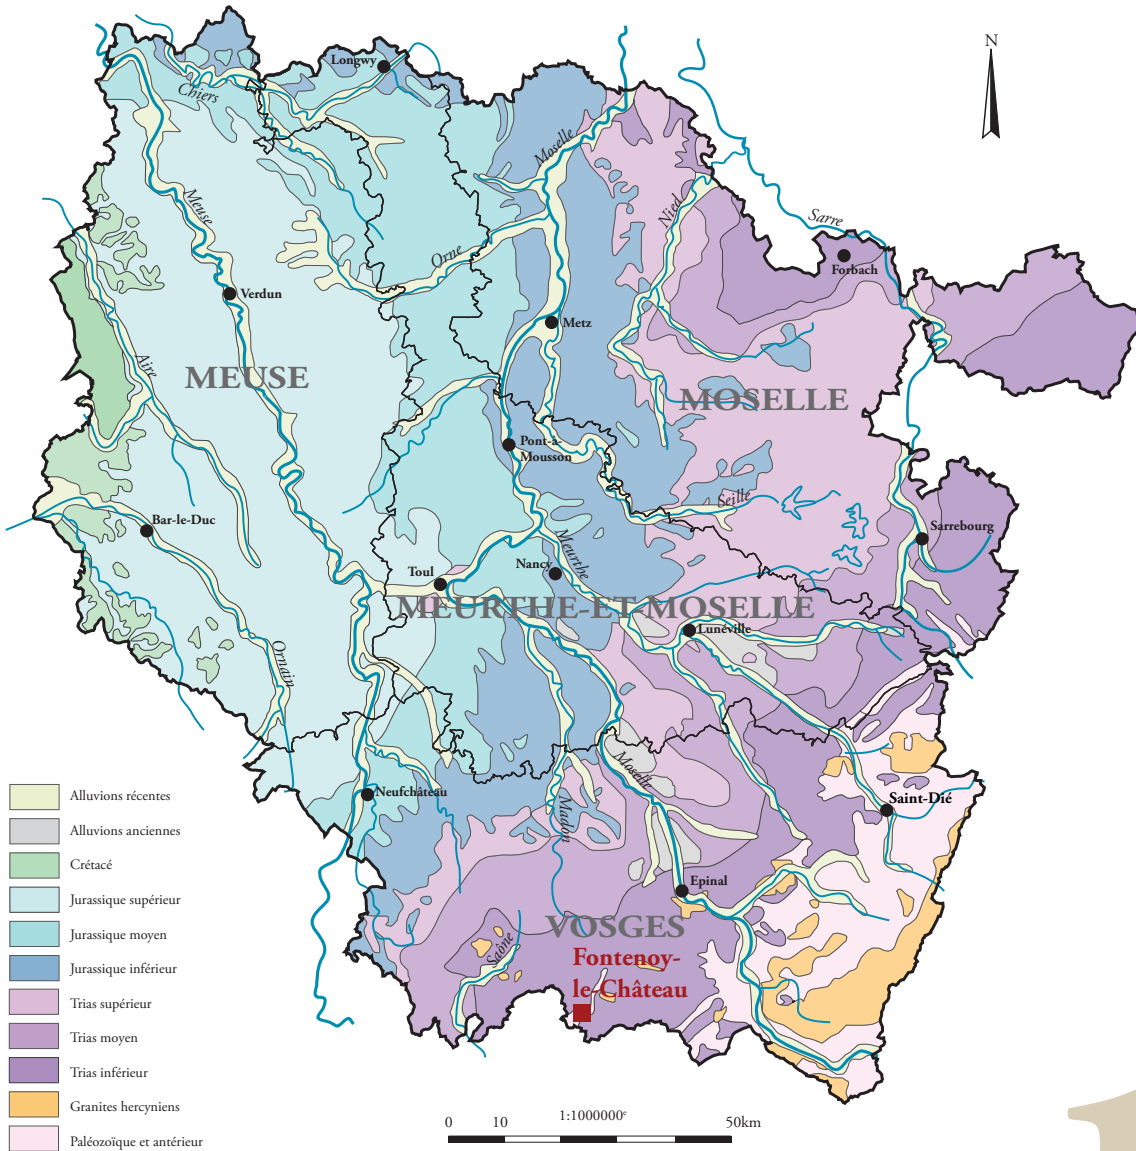 N
Longwy
Chiers
Moselle
Meuse
Nied
Sarre
Orne
Forbach
Verdun
Metz
Aire
MEUSE
MOSELLE
Pont-à-
Mousson
Seille
Bar-le-Duc
Sarrebourg
Meurthe
Nancy
Toul
MEURTHE-ET-MOSELLE
Lunéville
Ornain
Moselle
Neufchâteau
Madon
Saint-Dié
Epinal
VOSGES
Saône
Fontenoy-
le-Château
Alluvions récentes
Alluvions anciennes
Crétacé
Jurassique supérieur
Jurassique moyen
Jurassique inférieur
Trias supérieur
Trias moyen
Trias inférieur
Granites hercyniens
Paléozoïque et antérieur
1:1000000e
0 10 50km